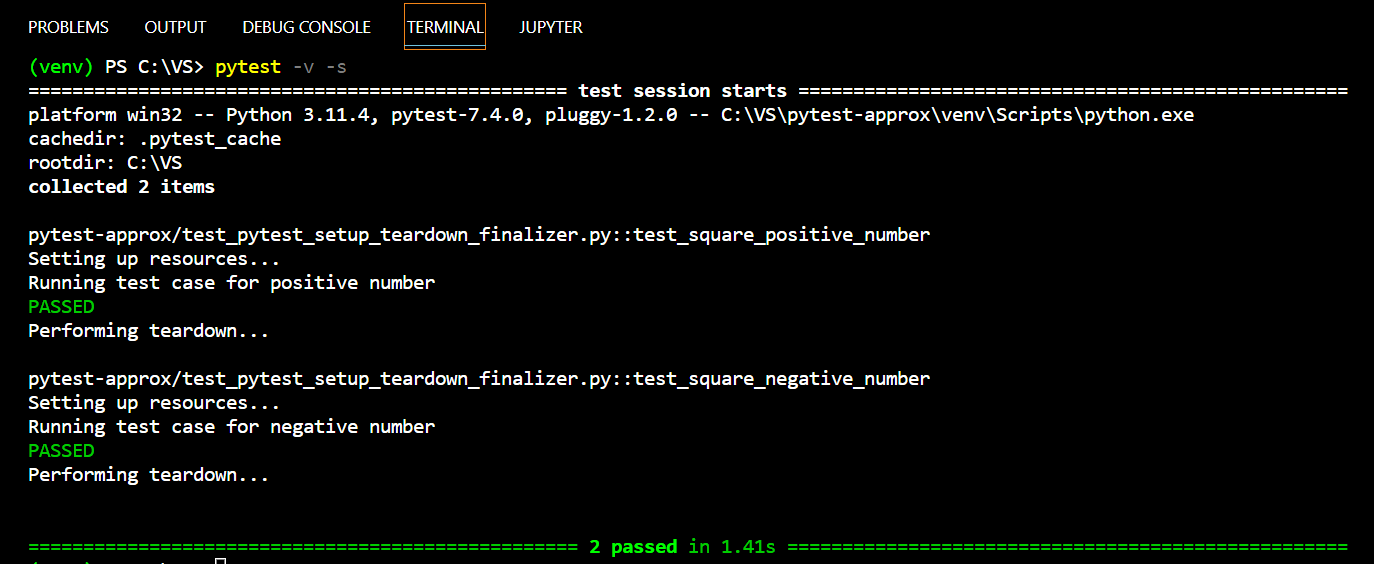 PROBLEMS OUTPUT DEBUG CONSOLE TERMINAL JUPYTER
(venv) PS C:\VS> pytest -v -s
================================================= test session starts ==================================================
platform win32 -- Python 3.11.4, pytest-7.4.0, pluggy-1.2.0 -- C:\VS\pytest-approx\venv\Scripts\python.exe
cachedir: .pytest_cache
rootdir: C:\VS
collected 2 items
pytest-approx/test_pytest_setup_teardown_finalizer.py::test_square_positive_number
Setting up resources...
Running test case for positive number
PASSED
Performing teardown...
pytest-approx/test_pytest_setup_teardown_finalizer.py::test_square_negative_number
Setting up resources...
Running test case for negative number
PASSED
Performing teardown...
================================================== 2 passed in 1.41s ===================================================